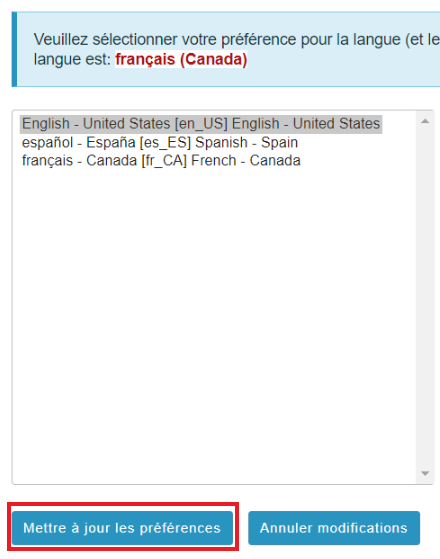 Veuillez sélectionner votre préférence pour la langue (et le
langue est: français (Canada)
English - United States [en_US] English - United States
español - España [es_ES] Spanish - Spain
français - Canada [fr_CA] French - Canada
Mettre à jour les préférences
Annuler modifications